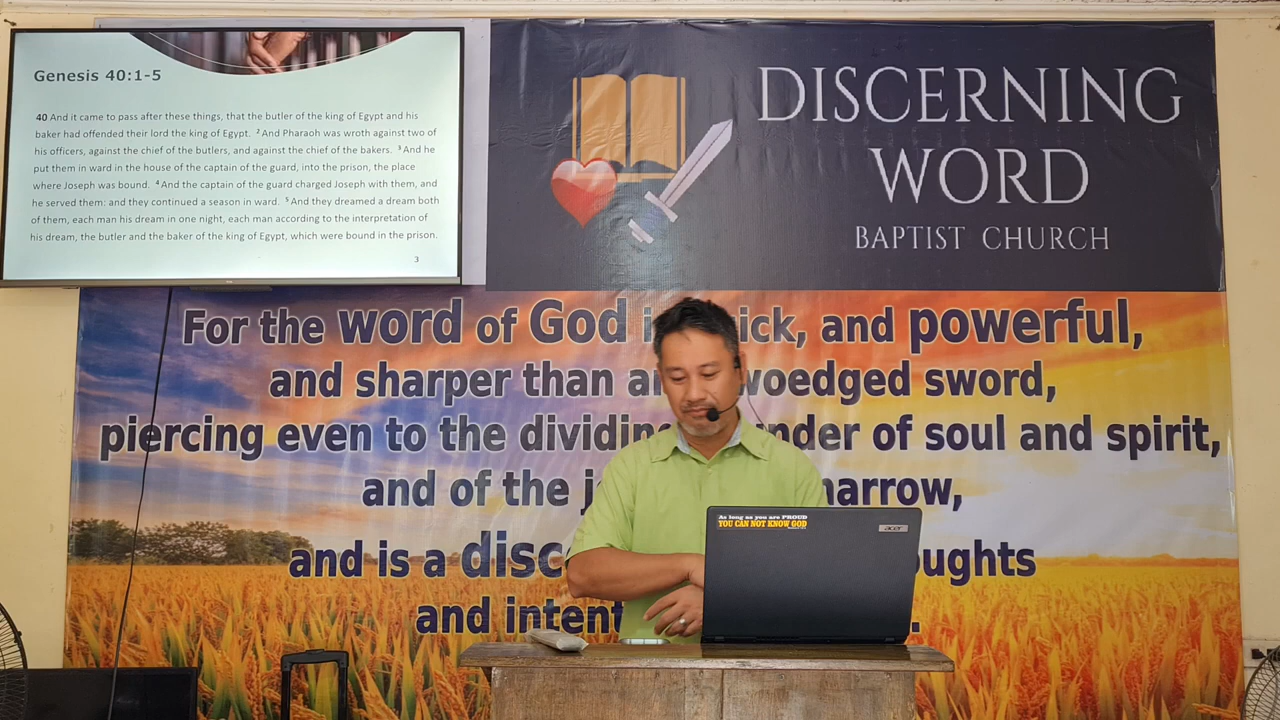 Genesis 40:1-5
40 And it came to pass after these things, that the butler of the king of Egypt and his
baker had offended their lord the king of Egypt. 2 And Pharaoh was wroth against two of
his officers, against the chief of the butlers, and against the chief of the bakers. 3 And he
put them in ward in the house of the captain of the guard, into the prison, the place
where Joseph was bound. 4 And the captain of the guard charged Joseph with them, and
he served them: and they continued a season in ward. 5 And they dreamed a dream both
of them, each man his dream in one night, each man according to the interpretation of
his dream, the butler and the baker of the king of Egypt, which were bound in the prison.
3
DISCERNING
WORD
BAPTIST CHURCH
For the word of God ick, and powerful,
and sharper than a woedged sword,
piercing even to the dividin nder of soul and spirit,
and of the j marrow,
and is a disc oughts
and intent .
As long as you are PROUD
YOU CAN NOT KNOW GOD
acer